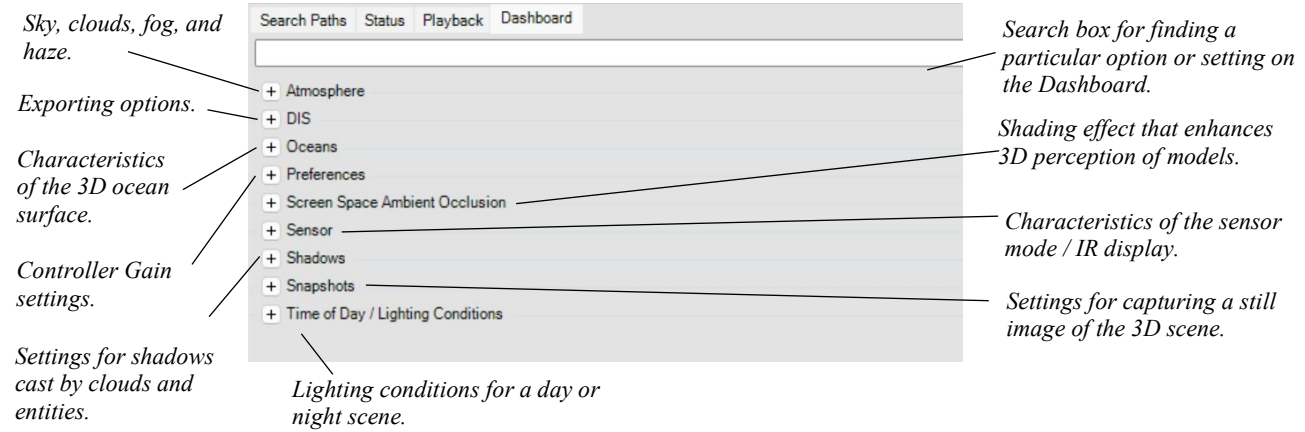 Sky, clouds, fog, and
haze.
Exporting options.
Characteristics
of the 3D ocean
surface.
Controller Gain
settings.
Settings for shadows
cast by clouds and
entities.
Search Paths Status Playback Dashboard
Atmosphere
DIS
Oceans
Preferences
Screen Space Ambient Occlusion
Sensor
Shadows
Snapshots
Time of Day / Lighting Conditions
Lighting conditions for a day or
night scene.
Search box for finding a
particular option or setting on
the Dashboard.
Shading effect that enhances
3D perception of models.
Characteristics of the sensor
mode / IR display.
Settings for capturing a still
image of the 3D scene.